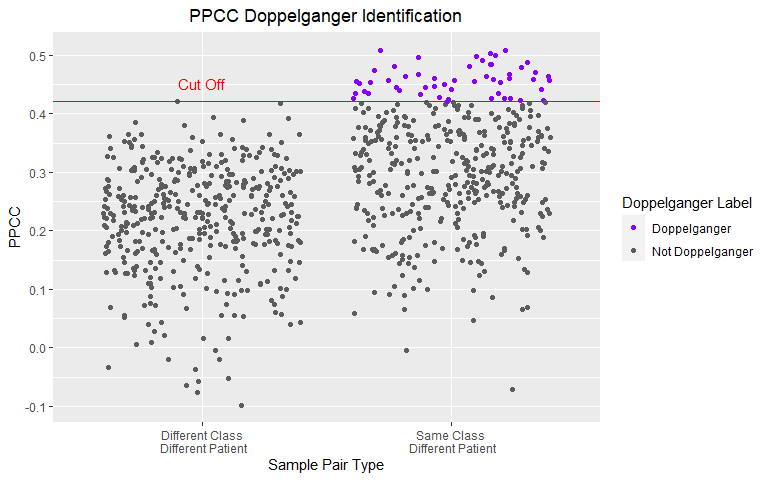 PPCC Doppelganger Identification
0.5
0.4
0.3
0.2
0.1
0.0
-0.1
PPCC
Cut Off
Different Class
Different Patient
Same Class
Different Patient
Sample Pair Type
Doppelganger Label
Doppelganger
Not Doppelganger